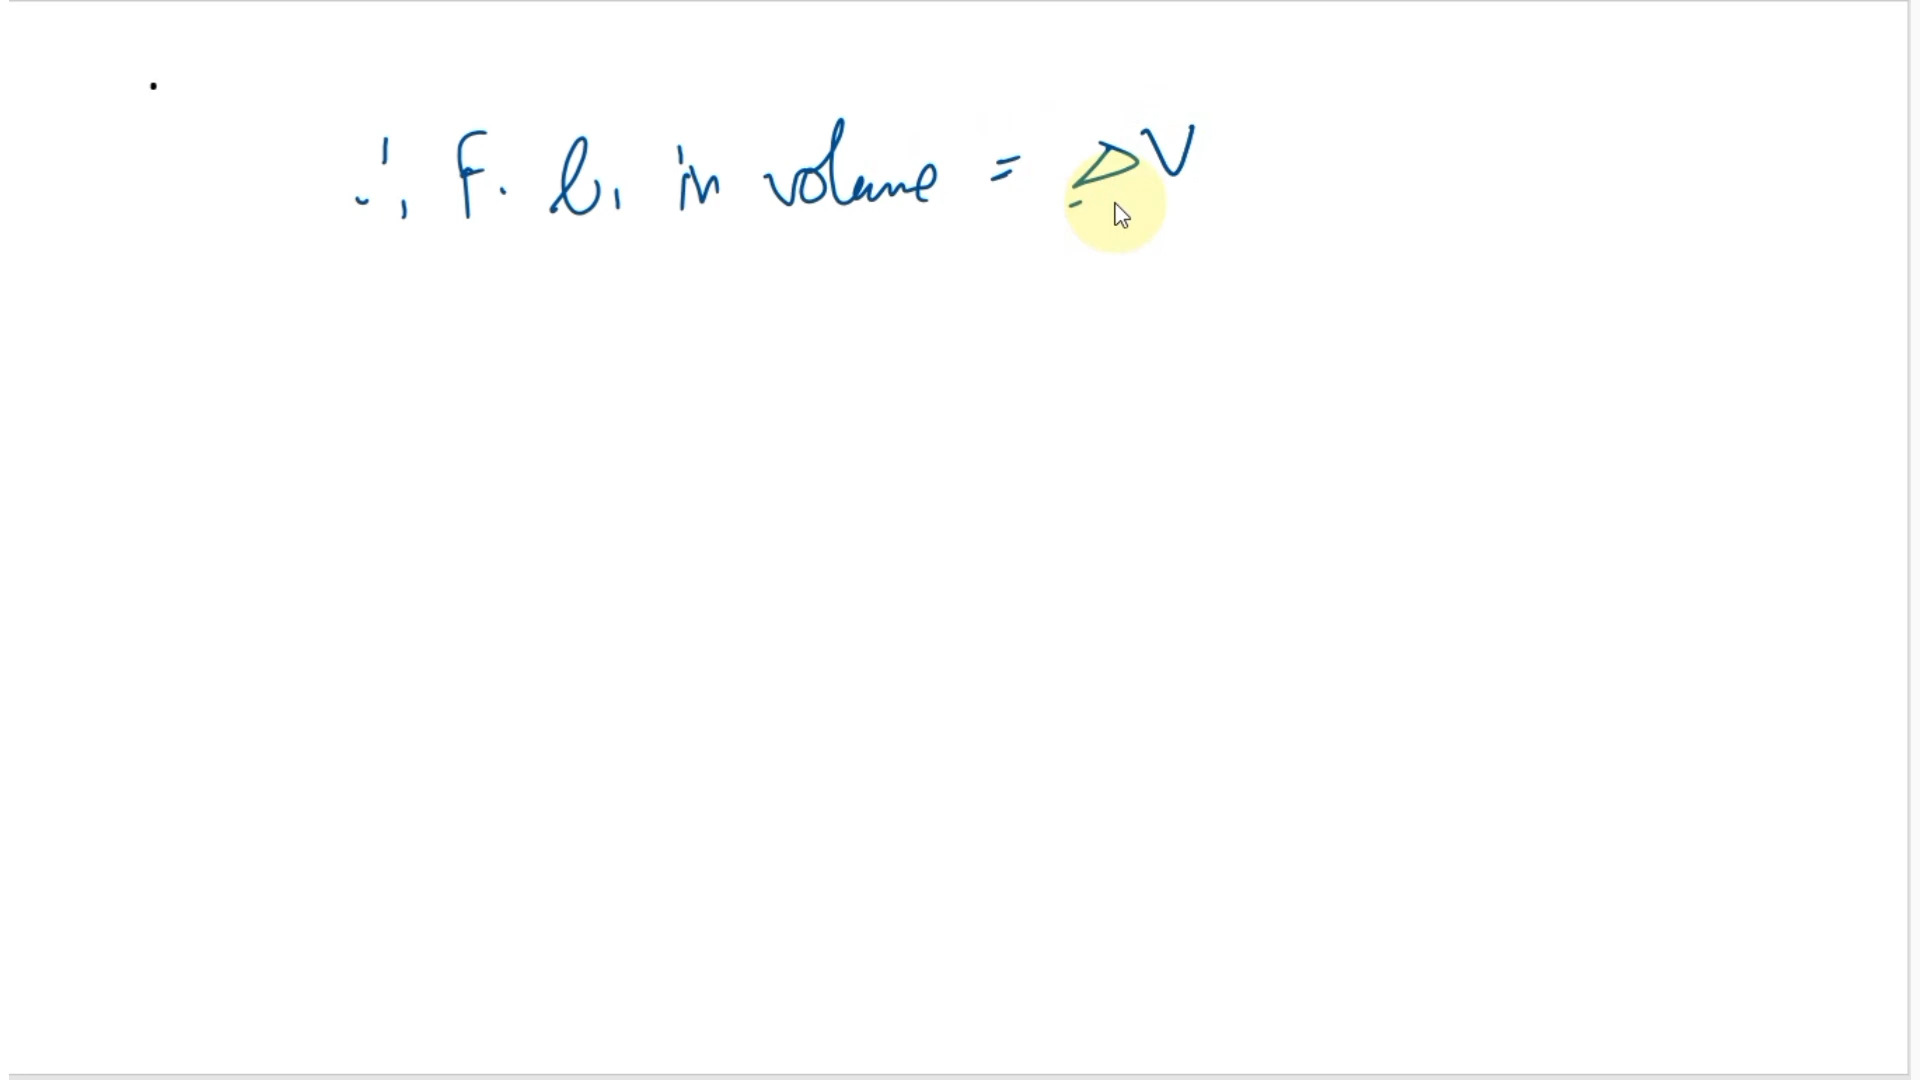 ∴ F. l. in volume = ΔV